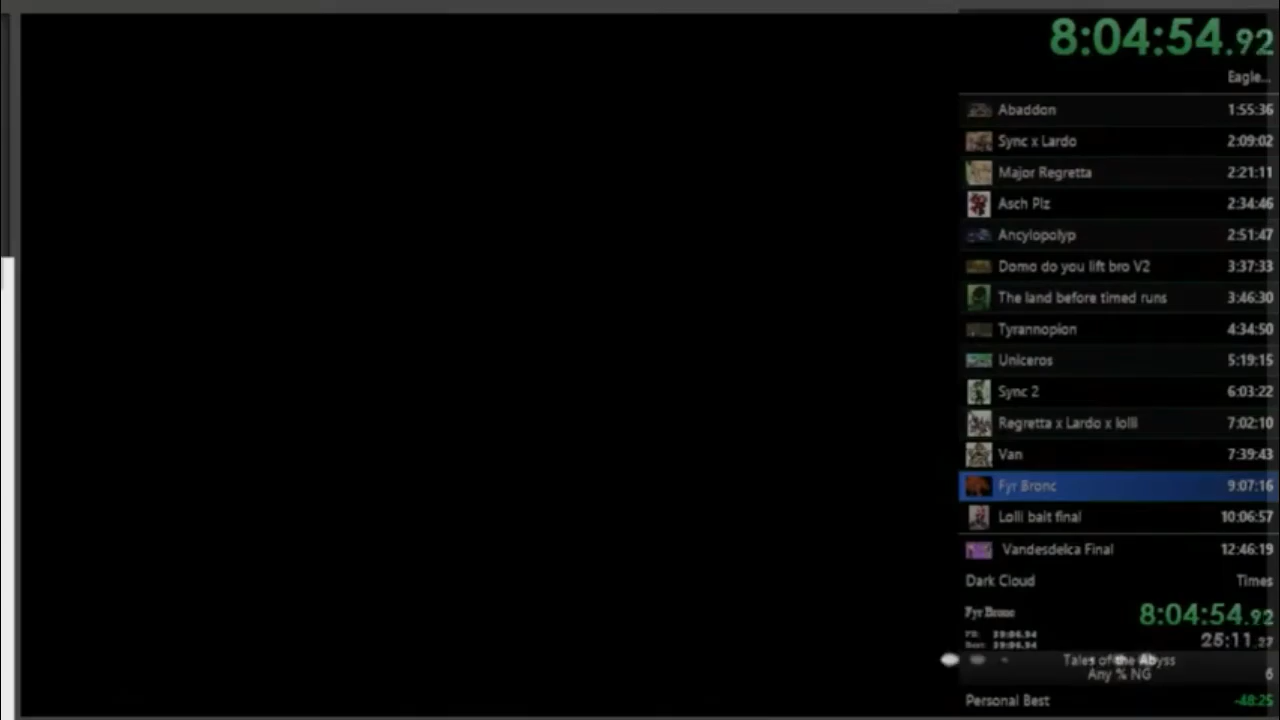 8:04:54.92
Eagle...
Abaddon 1:55:36
Sync x Lardo 2:09:02
Major Regretta 2:21:11
Asch Plz 2:34:46
Ancylopolyp 2:51:47
Domo do you lift bro V2 3:37:33
The land before timed runs 3:46:30
Tyrannopion 4:34:50
Uniceros 5:19:15
Sync 2 6:03:22
Regretta x Lardo x lolli 7:02:10
Van 7:39:43
Fyr Bronc 9:07:16
Lolli bait final 10:06:57
Vandesdelca Final 12:46:19
Dark Cloud Times
Fyr Bronc 8:04:54.92
25:11.27
Tales of the Abyss
Any % NG 6
Personal Best -48:25